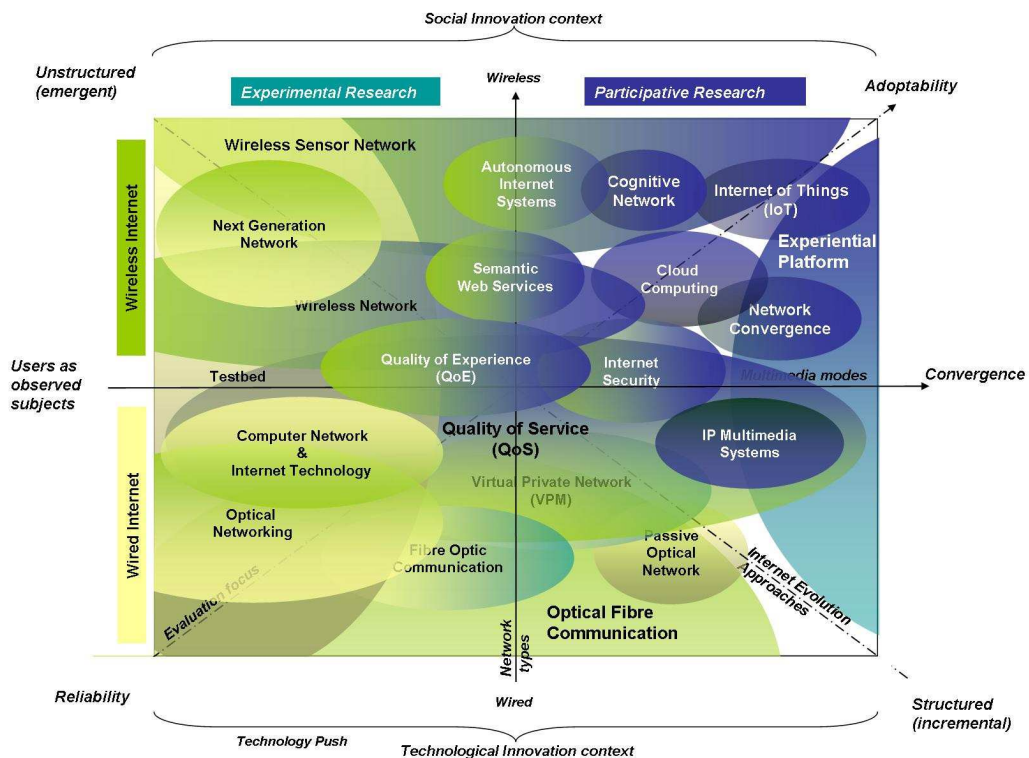 Social Innovation context
Unstructured
(emergent)
Experimental Research
Wireless
Participative Research
Adoptability
Wireless Sensor Network
Autonomous
Internet
Systems
Cognitive
Network
Internet of Things
(IoT)
Next Generation
Network
Experiential
Platform
Wireless Internet
Semantic
Web Services
Cloud
Computing
Wireless Network
Network
Convergence
Quality of Experience
(QoE)
Internet
Security
Users as
observed
subjects
Testbed
Multimedia modes
Convergence
Computer Network
&
Internet Technology
Quality of Service
(QoS)
IP Multimedia
Systems
Virtual Private Network
(VPM)
Wired Internet
Optical
Networking
Fibre Optic
Communication
Passive
Optical
Network
Internet Evolution
Approaches
Evaluation focus
Optical Fibre
Communication
Network
types
Reliability
Wired
Structured
(incremental)
Technology Push
Technological Innovation context